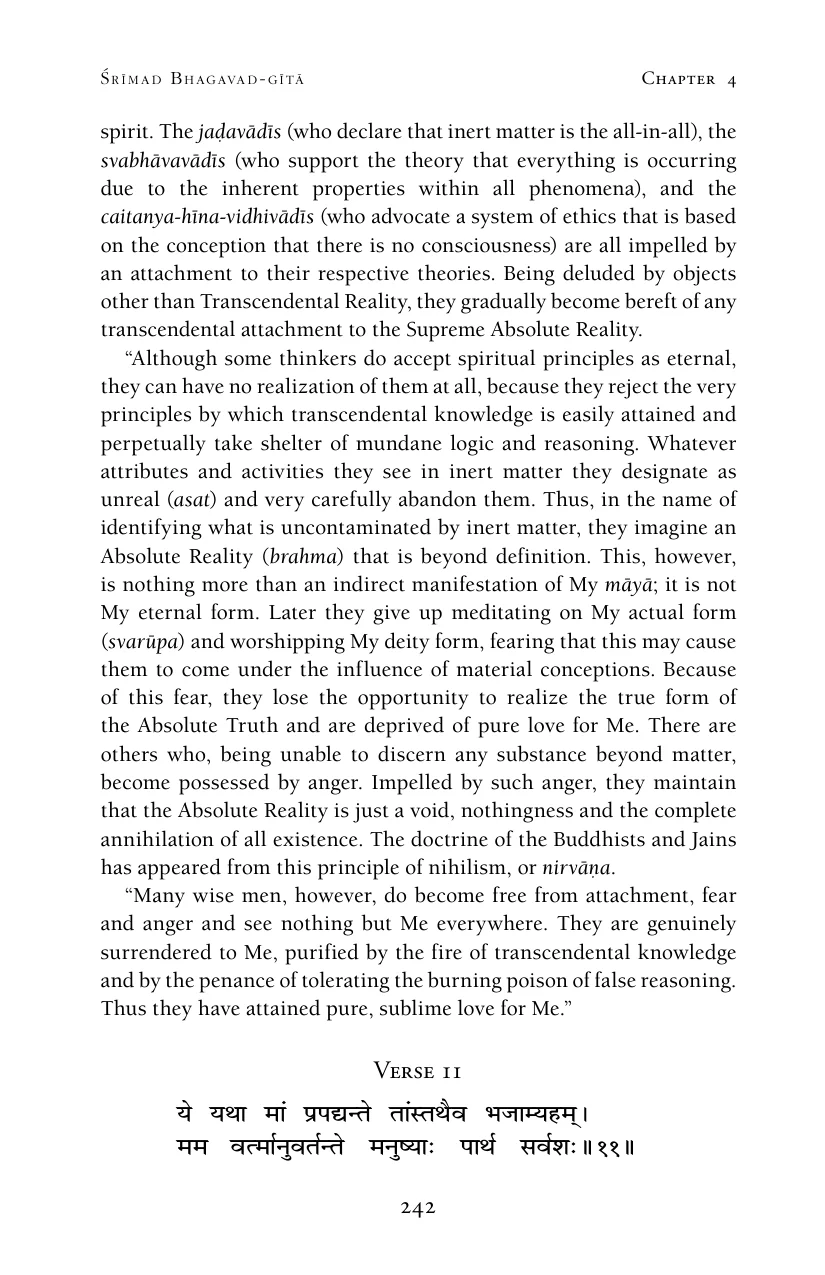 Śrīmad Bhagavad-gītā Chapter 4
spirit. The jaḍavādīs (who declare that inert matter is the all-in-all), the
svabhāvavādīs (who support the theory that everything is occurring
due to the inherent properties within all phenomena), and the
caitanya-hīna-vidhivādīs (who advocate a system of ethics that is based
on the conception that there is no consciousness) are all impelled by
an attachment to their respective theories. Being deluded by objects
other than Transcendental Reality, they gradually become bereft of any
transcendental attachment to the Supreme Absolute Reality.
“Although some thinkers do accept spiritual principles as eternal,
they can have no realization of them at all, because they reject the very
principles by which transcendental knowledge is easily attained and
perpetually take shelter of mundane logic and reasoning. Whatever
attributes and activities they see in inert matter they designate as
unreal (asat) and very carefully abandon them. Thus, in the name of
identifying what is uncontaminated by inert matter, they imagine an
Absolute Reality (brahma) that is beyond definition. This, however,
is nothing more than an indirect manifestation of My māyā; it is not
My eternal form. Later they give up meditating on My actual form
(svarūpa) and worshipping My deity form, fearing that this may cause
them to come under the influence of material conceptions. Because
of this fear, they lose the opportunity to realize the true form of
the Absolute Truth and are deprived of pure love for Me. There are
others who, being unable to discern any substance beyond matter,
become possessed by anger. Impelled by such anger, they maintain
that the Absolute Reality is just a void, nothingness and the complete
annihilation of all existence. The doctrine of the Buddhists and Jains
has appeared from this principle of nihilism, or nirvāṇa.
“Many wise men, however, do become free from attachment, fear
and anger and see nothing but Me everywhere. They are genuinely
surrendered to Me, purified by the fire of transcendental knowledge
and by the penance of tolerating the burning poison of false reasoning.
Thus they have attained pure, sublime love for Me.”
Verse 11
ये यथा मां प्रपद्यन्ते तांस्तथैव भजाम्यहम्।
मम वर्त्मानुवर्तन्ते मनुष्याः पार्थ सर्वशः॥११॥
242